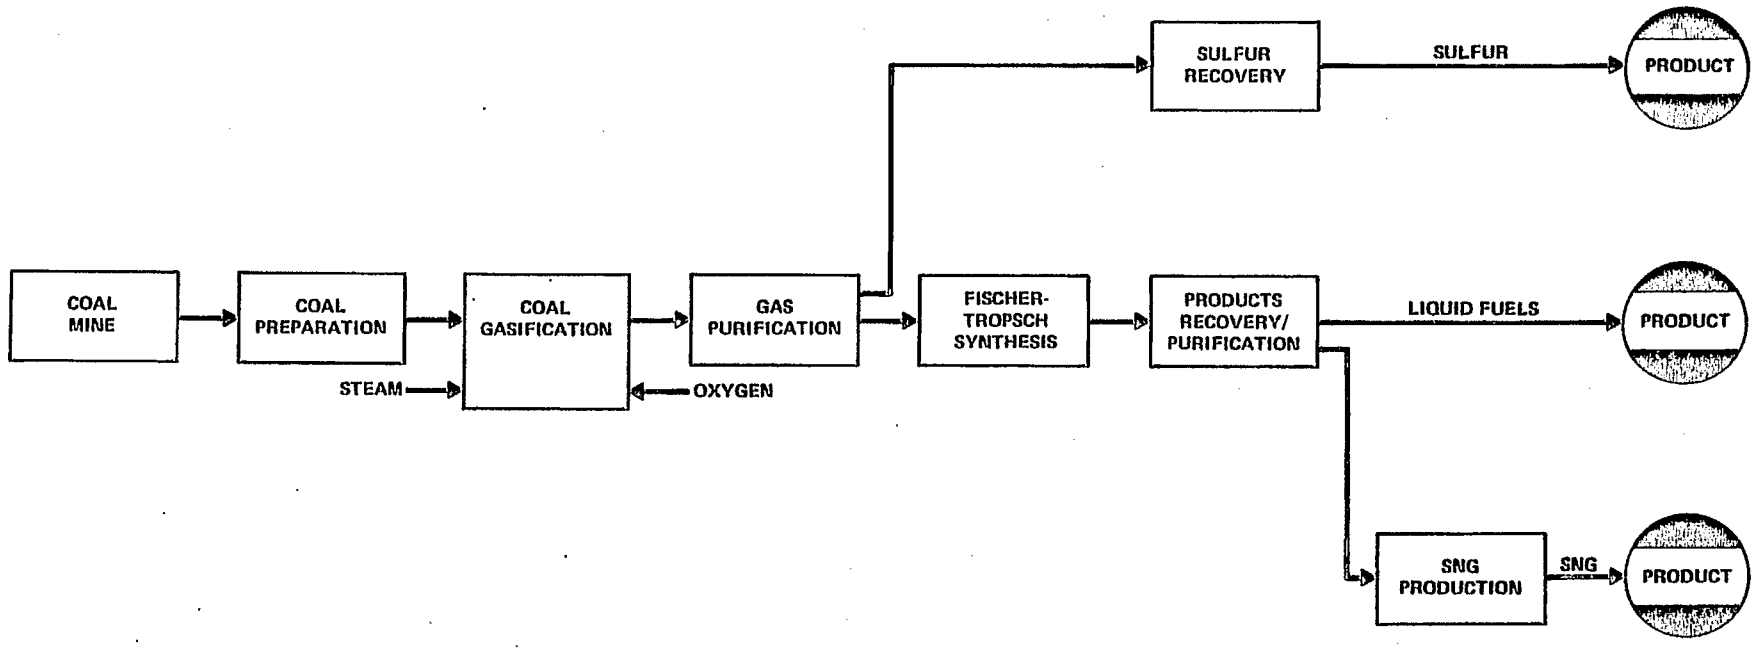 SULFUR
RECOVERY
SULFUR
PRODUCT
COAL
MINE
COAL
PREPARATION
COAL
GASIFICATION
STEAM
OXYGEN
GAS
PURIFICATION
FISCHER-
TROPSCH
SYNTHESIS
PRODUCTS
RECOVERY/
PURIFICATION
LIQUID FUELS
PRODUCT
SNG
PRODUCTION
SNG
PRODUCT